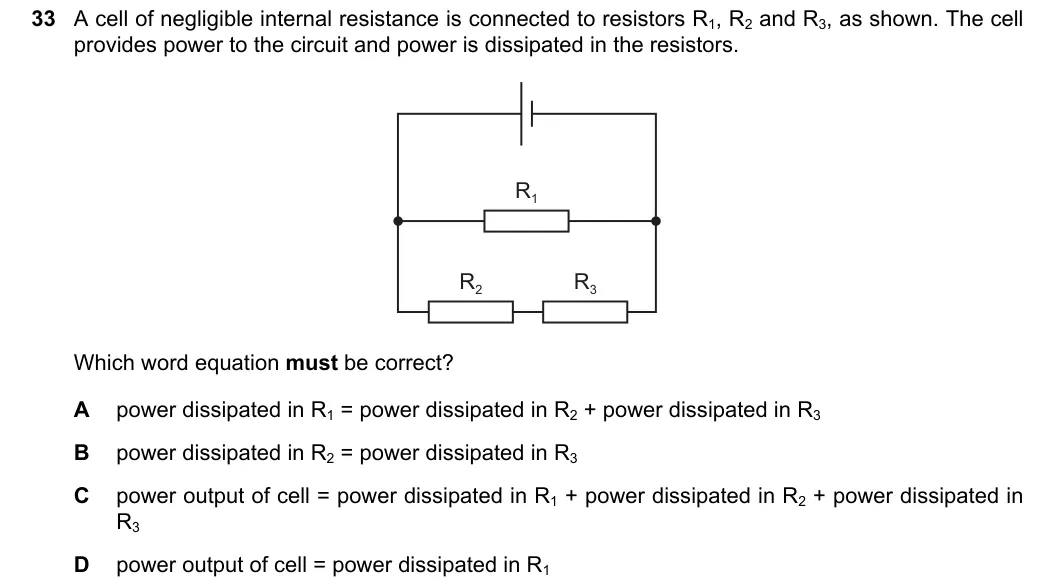 33 A cell of negligible internal resistance is connected to resistors R₁, R₂ and R₃, as shown. The cell
provides power to the circuit and power is dissipated in the resistors.
R₁
R₂ R₃
Which word equation must be correct?
A power dissipated in R₁ = power dissipated in R₂ + power dissipated in R₃
B power dissipated in R₂ = power dissipated in R₃
C power output of cell = power dissipated in R₁ + power dissipated in R₂ + power dissipated in
R₃
D power output of cell = power dissipated in R₁